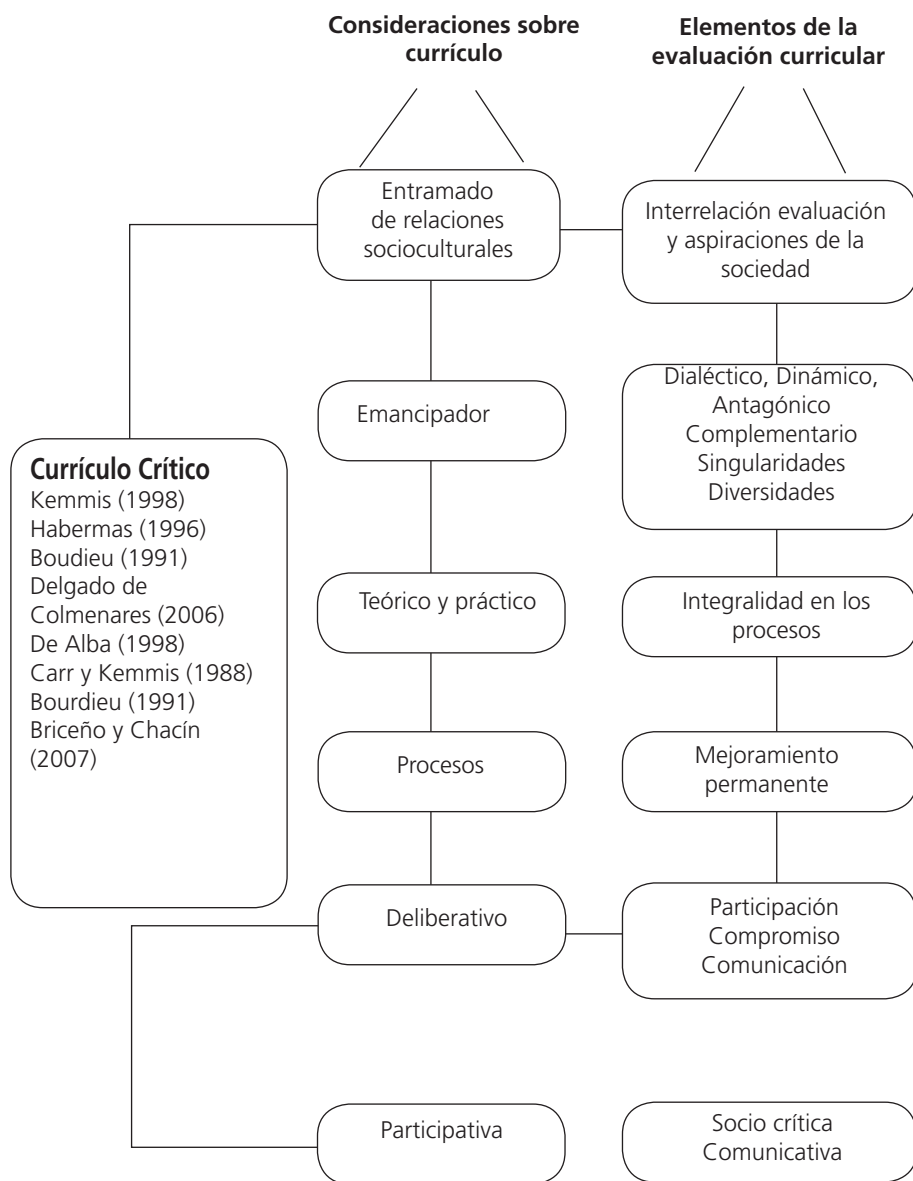 Consideraciones sobre
currículo
Elementos de la
evaluación curricular
Entramado
de relaciones
socioculturales
Interrelación evaluación
y aspiraciones de la
sociedad
Emancipador
Dialéctico, Dinámico,
Antagónico
Complementario
Singularidades
Diversidades
Currículo Crítico
Kemmis (1998)
Habermas (1996)
Boudieu (1991)
Delgado de
Colmenares (2006)
De Alba (1998)
Carr y Kemmis (1988)
Bourdieu (1991)
Briceño y Chacín
(2007)
Teórico y práctico
Integralidad en los
procesos
Procesos
Mejoramiento
permanente
Deliberativo
Participación
Compromiso
Comunicación
Participativa
Socio crítica
Comunicativa